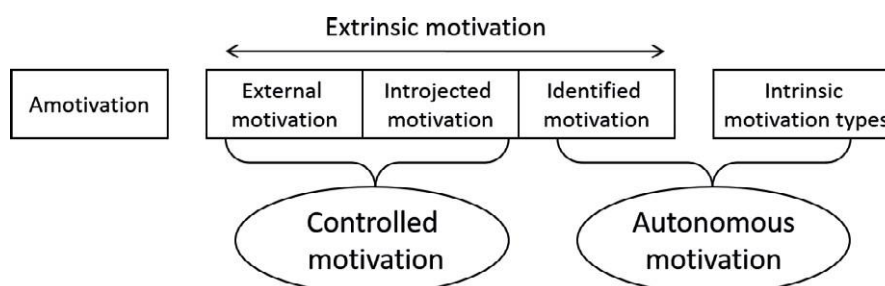 Extrinsic motivation
Amotivation
External
motivation
Introjected
motivation
Identified
motivation
Intrinsic
motivation types
Controlled
motivation
Autonomous
motivation